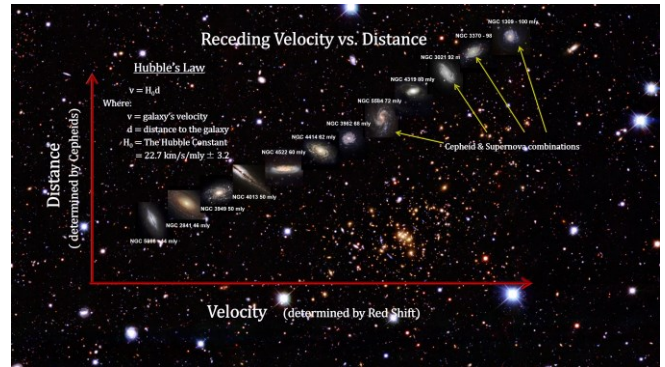 Receding Velocity vs. Distance
Hubble's Law
v = H₀d
Where:
v = galaxy's velocity
d = distance to the galaxy
H₀ = The Hubble Constant
= 22.7 km/s/mly ± 3.2
NGC 1309 - 100 mly
NGC 3370 - 98
NGC 3021 92 m
NGC 4319 89 mly
72 mly
NGC 3982 68 mly
NGC 4414 62 mly
NGC 4522 60 mly
NGC 4013 50 mly
NGC 3949 50 mly
NGC 2841 46 mly
NGC 44 mly
Cepheid & Supernova combinations
Distance
(determined by Cepheids)
Velocity (determined by Red Shift)